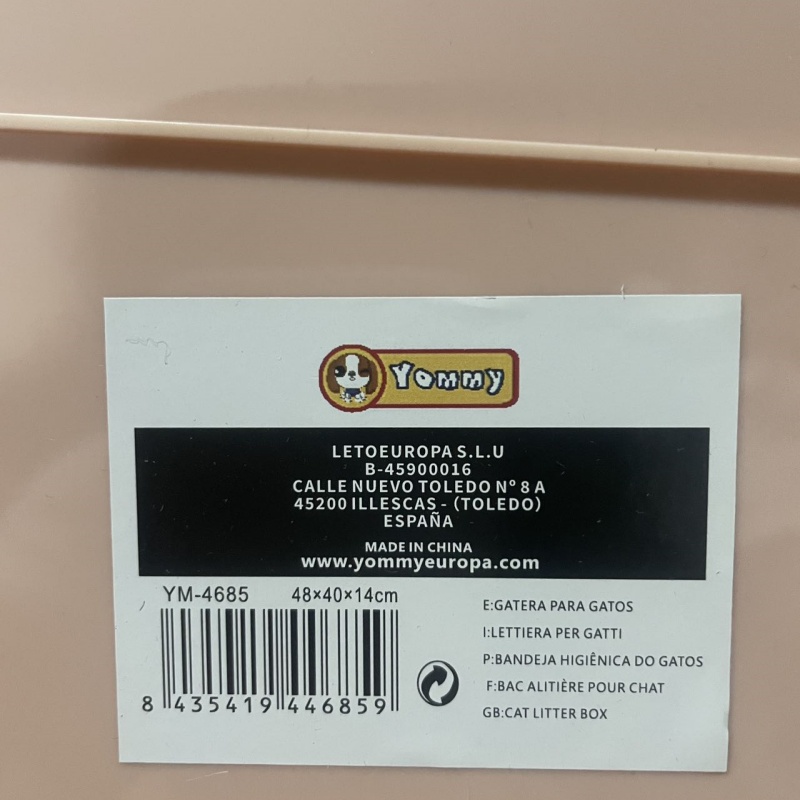 Yommy
LETOEUROPA S.L.U
B-45900016
CALLE NUEVO TOLEDO Nº 8 A
45200 ILLESCAS - (TOLEDO)
ESPAÑA
MADE IN CHINA
www.yommyeuropa.com
YM-4685 48×40×14cm
8 435419 446859
E:GATERA PARA GATOS
I:LETTIERA PER GATTI
P:BANDEJA HIGIÊNICA DO GATOS
F:BAC ALITIÈRE POUR CHAT
GB:CAT LITTER BOX